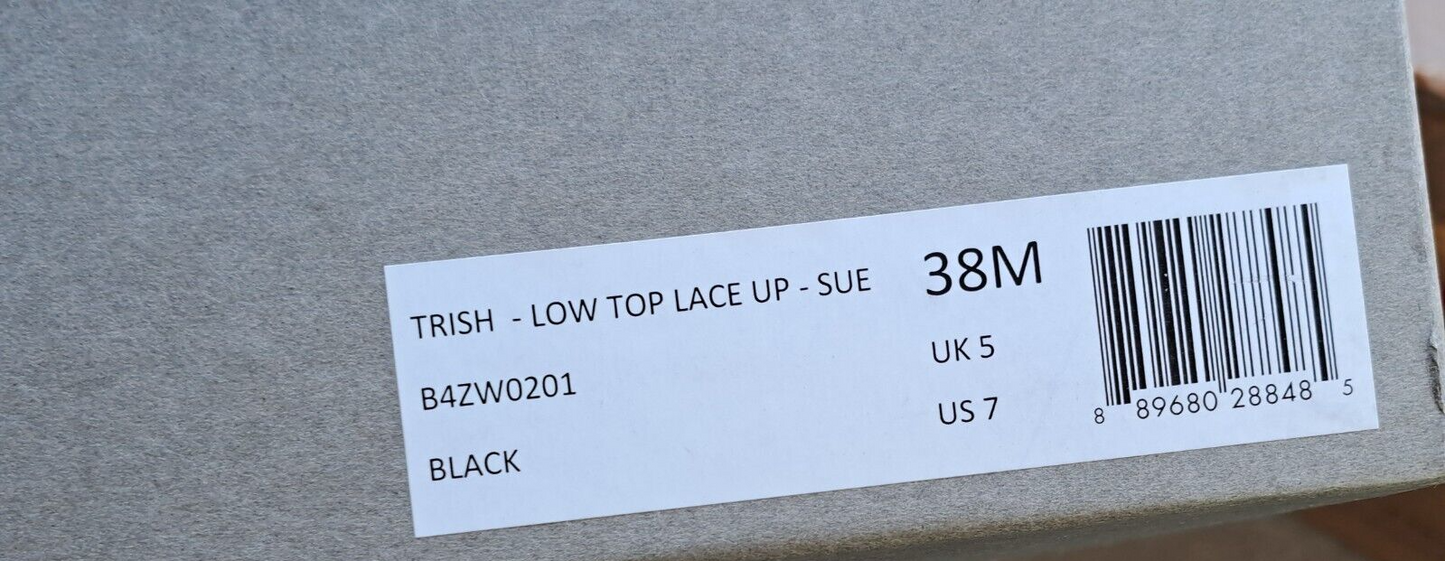 TRISH - LOW TOP LACE UP - SUE
B4ZW0201
BLACK
38M
UK 5
US 7
8 89680 28848 5